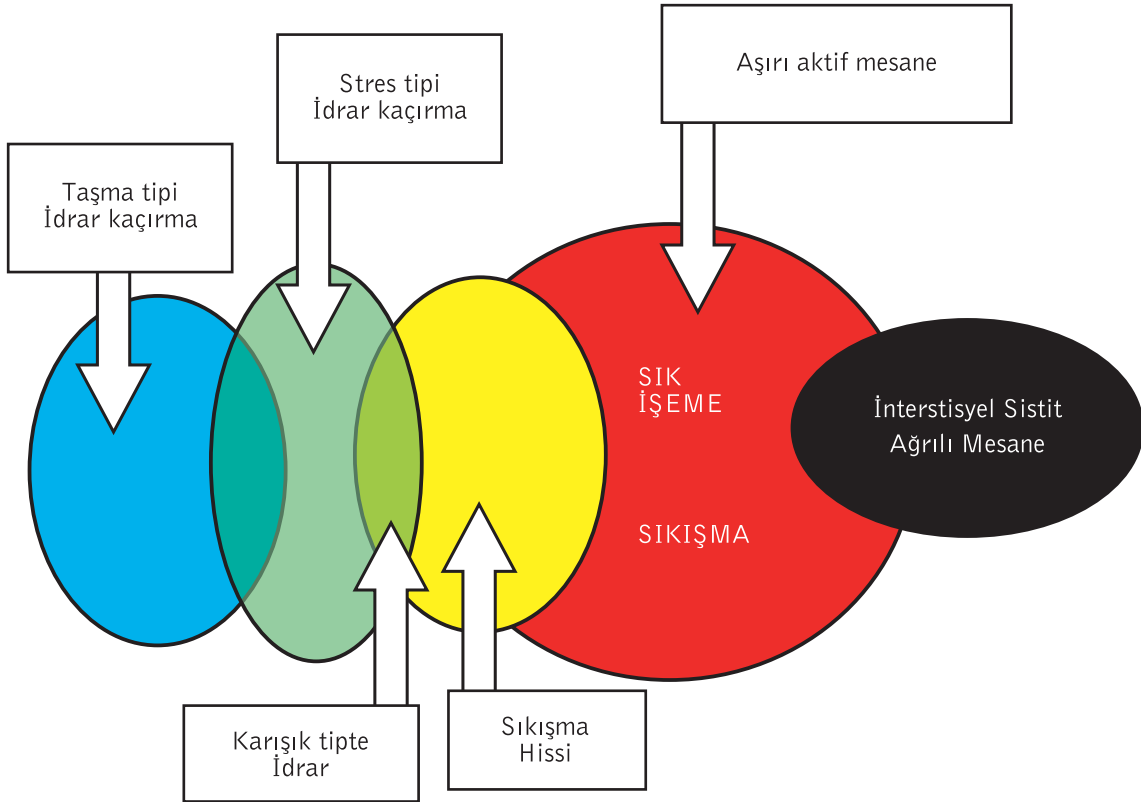 Aşırı aktif mesane
Stres tipi
İdrar kaçırma
Taşma tipi
İdrar kaçırma
SIK
İŞEME
SIKIŞMA
İnterstisyel Sistit
Ağrılı Mesane
Karışık tipte
İdrar
Sıkışma
Hissi